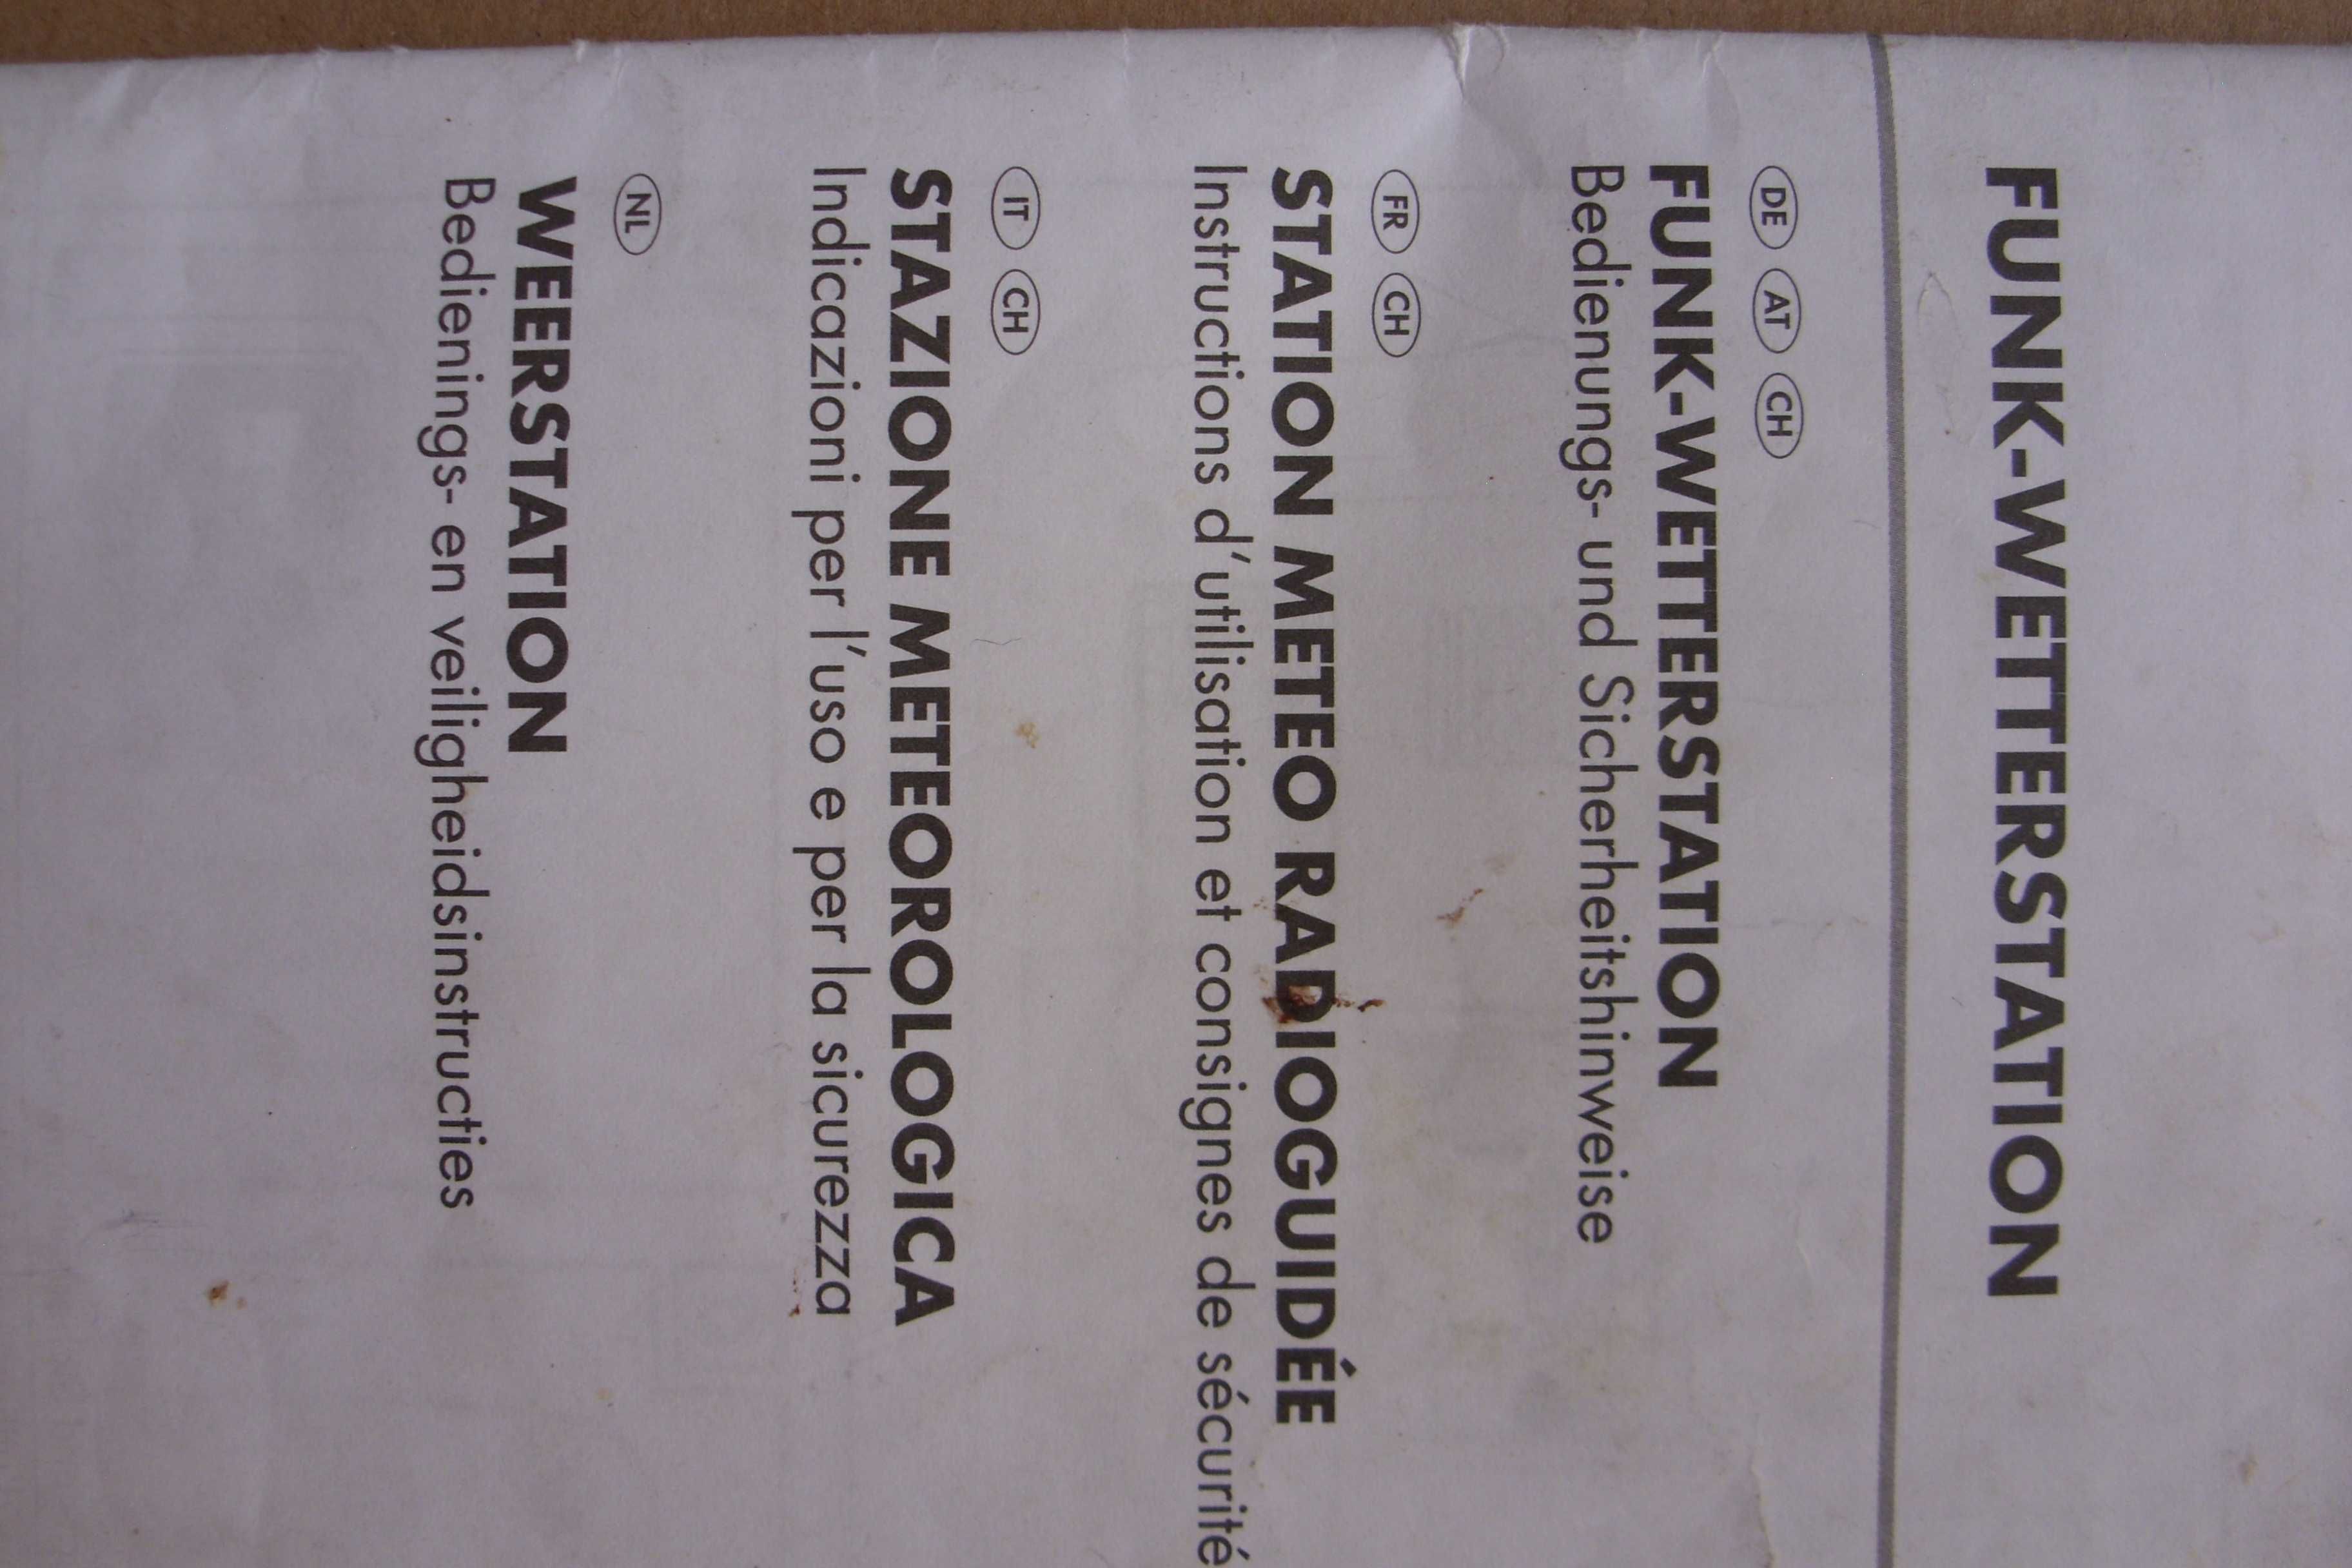 FUNK-WETTERSTATION
DE AT CH
FUNK-WETTERSTATION
Bedienungs- und Sicherheitshinweise
FR CH
STATION METEO RADIOGUIDÉE
Instructions d'utilisation et consignes de sécurité
IT CH
STAZIONE METEOROLOGICA
Indicazioni per l'uso e per la sicurezza
NL
WEERSTATION
Bedienings- en veiligheidsinstructies